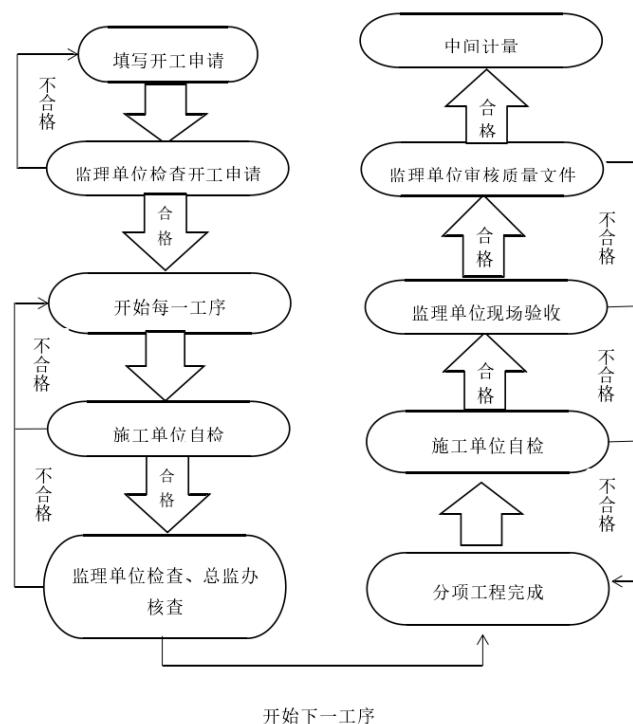 填写开工申请
不合格
监理单位检查开工申请
合格
开始每一工序
不合格
施工单位自检
合格
不合格
监理单位检查、总监办
核查
中间计量
合格
监理单位审核质量文件
不合格
合格
监理单位现场验收
不合格
合格
施工单位自检
不合格
分项工程完成
开始下一工序